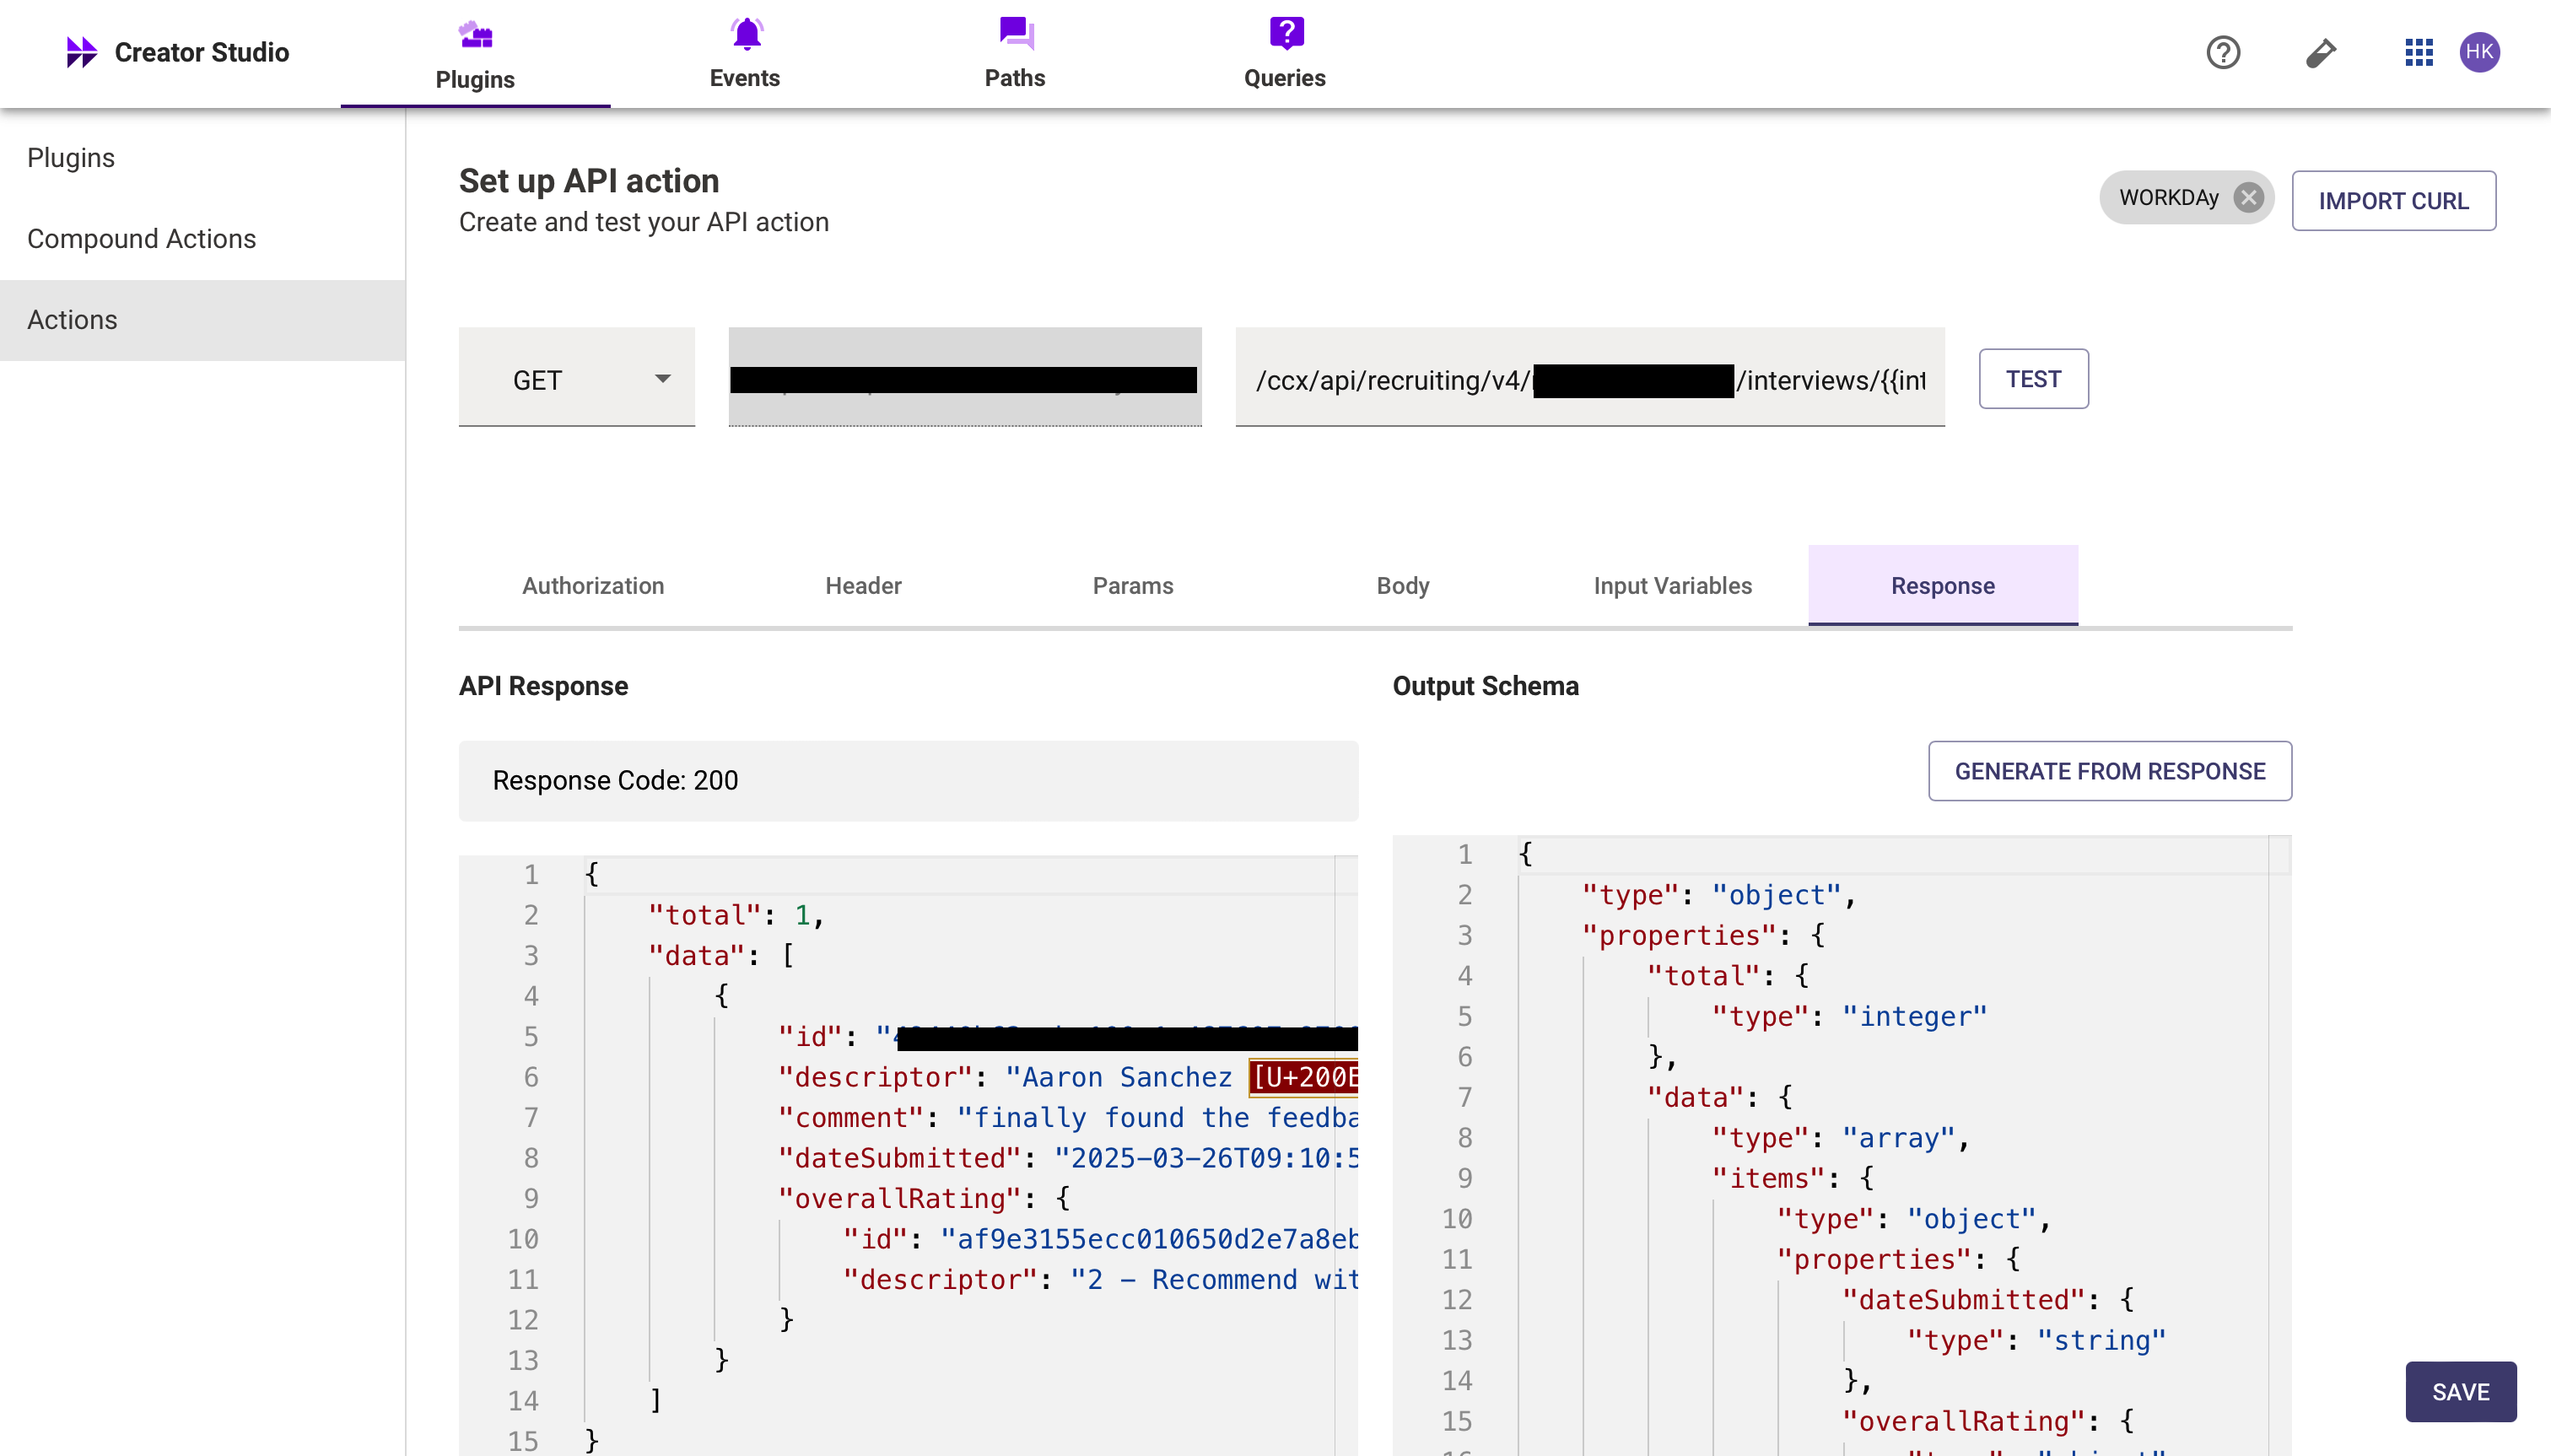 Creator Studio
Plugins
Events
Paths
Queries
HK
Plugins
Compound Actions
Actions
Set up API action
Create and test your API action
WORKDAy
IMPORT CURL
GET
/ccx/api/recruiting/v4/
/interviews/{{int
TEST
Authorization
Header
Params
Body
Input Variables
Response
API Response
Response Code: 200
1 {
2 "total": 1,
3 "data": [
4 {
5 "id": "
6 "descriptor": "Aaron Sanchez [U+200E
7 "comment": "finally found the feedba
8 "dateSubmitted": "2025-03-26T09:10:5
9 "overallRating": {
10 "id": "af9e3155ecc010650d2e7a8eb
11 "descriptor": "2 - Recommend wit
12 }
13 }
14 ]
15 }
Output Schema
GENERATE FROM RESPONSE
1 {
2 "type": "object",
3 "properties": {
4 "total": {
5 "type": "integer"
6 },
7 "data": {
8 "type": "array",
9 "items": {
10 "type": "object",
11 "properties": {
12 "dateSubmitted": {
13 "type": "string"
14 },
15 "overallRating": {
SAVE